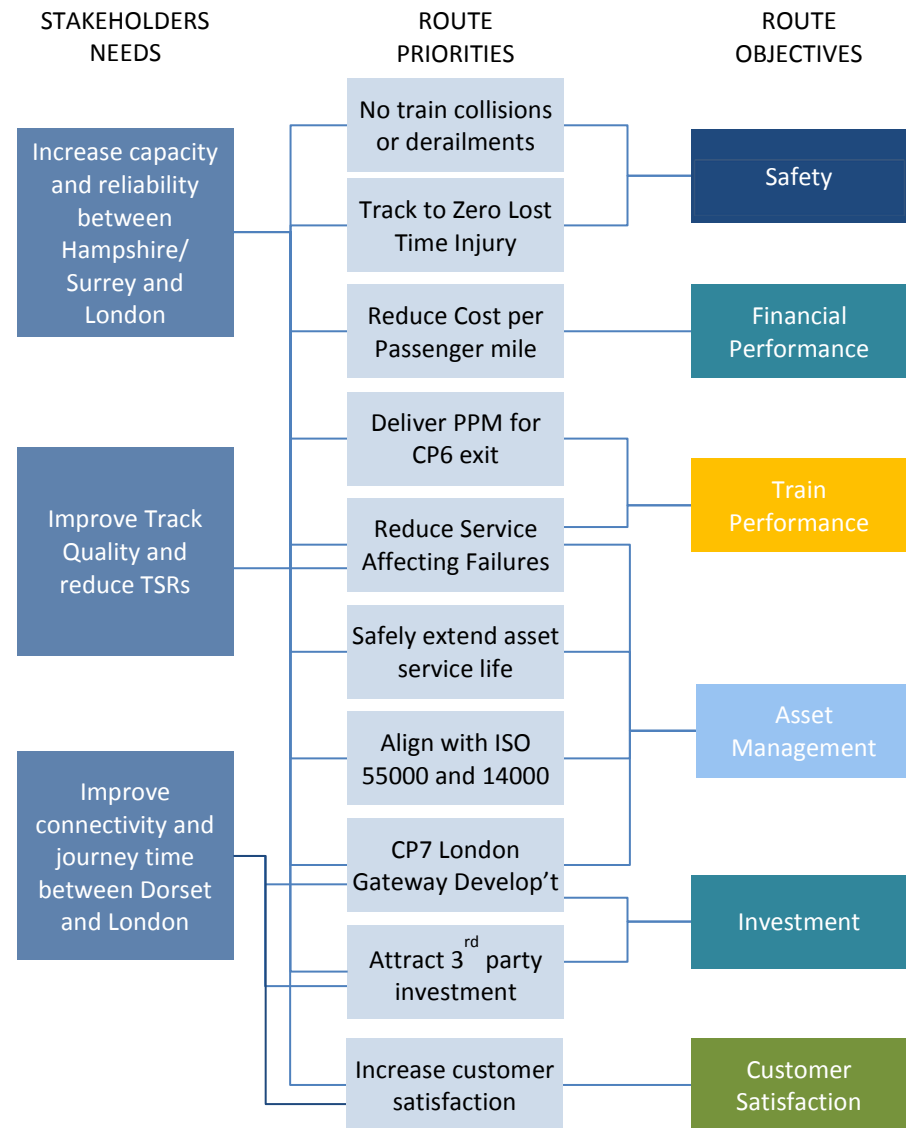 STAKEHOLDERS
NEEDS
ROUTE
PRIORITIES
ROUTE
OBJECTIVES
Increase capacity
and reliability
between
Hampshire/
Surrey and
London
Improve Track
Quality and
reduce TSRs
Improve
connectivity and
journey time
between Dorset
and London
No train collisions
or derailments
Track to Zero Lost
Time Injury
Reduce Cost per
Passenger mile
Deliver PPM for
CP6 exit
Reduce Service
Affecting Failures
Safely extend asset
service life
Align with ISO
55000 and 14000
CP7 London
Gateway Develop’t
Attract 3rd party
investment
Increase customer
satisfaction
Safety
Financial
Performance
Train
Performance
Asset
Management
Investment
Customer
Satisfaction